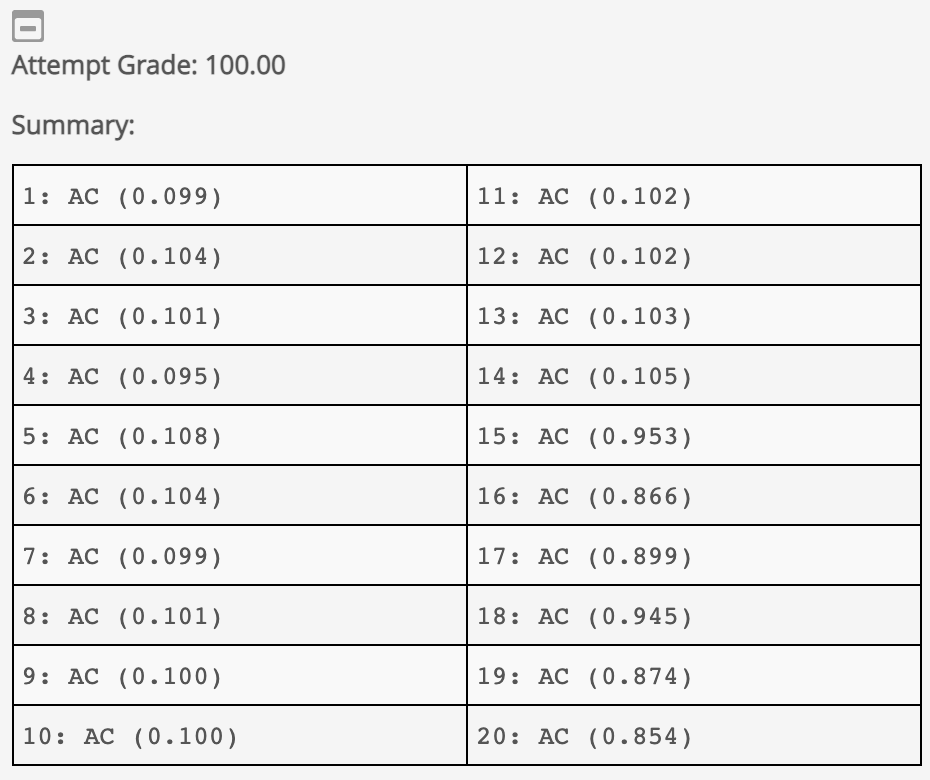 Attempt Grade: 100.00
Summary:
1: AC (0.099)
11: AC (0.102)
2: AC (0.104)
12: AC (0.102)
3: AC (0.101)
13: AC (0.103)
4: AC (0.095)
14: AC (0.105)
5: AC (0.108)
15: AC (0.953)
6: AC (0.104)
16: AC (0.866)
7: AC (0.099)
17: AC (0.899)
8: AC (0.101)
18: AC (0.945)
9: AC (0.100)
19: AC (0.874)
10: AC (0.100)
20: AC (0.854)